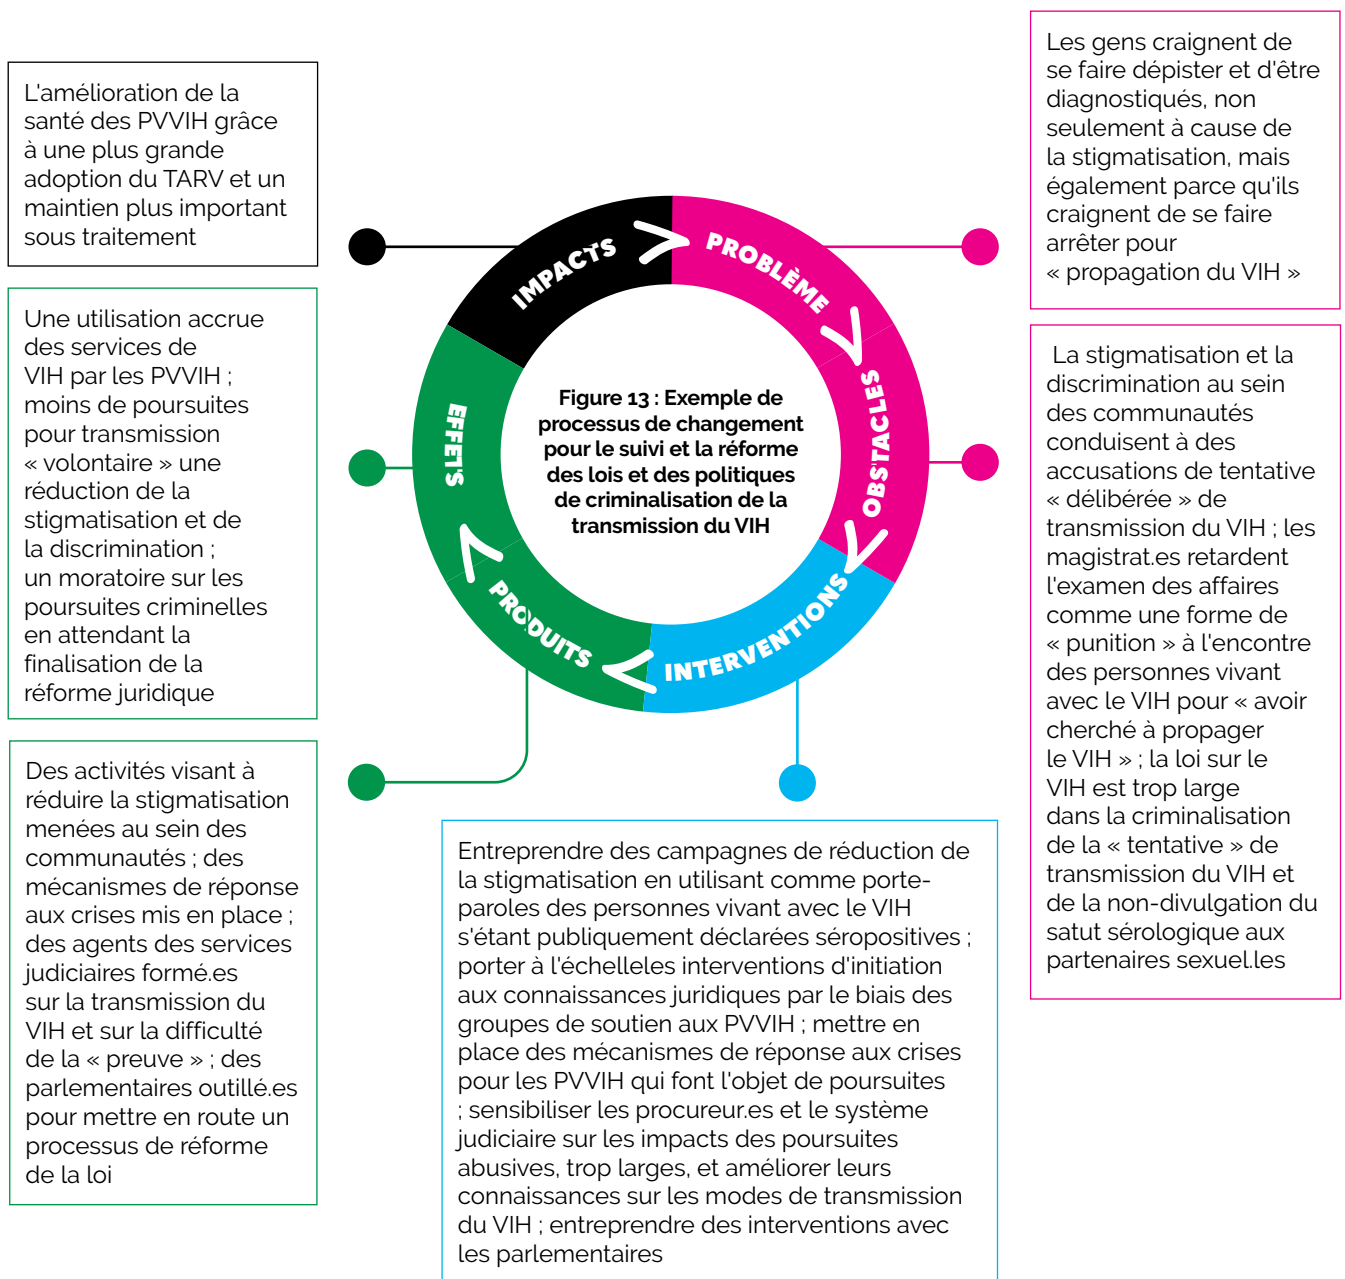 L'amélioration de la
santé des PVVIH grâce
à une plus grande
adoption du TARV et un
maintien plus important
sous traitement
Une utilisation accrue
des services de
VIH par les PVVIH ;
moins de poursuites
pour transmission
« volontaire » une
réduction de la
stigmatisation et de
la discrimination ;
un moratoire sur les
poursuites criminelles
en attendant la
finalisation de la
réforme juridique
Des activités visant à
réduire la stigmatisation
menées au sein des
communautés ; des
mécanismes de réponse
aux crises mis en place ;
des agents des services
judiciaires formé.es
sur la transmission du
VIH et sur la difficulté
de la « preuve » ; des
parlementaires outillé.es
pour mettre en route un
processus de réforme
de la loi
IMPACTS
PROBLÈME
OBSTACLES
INTERVENTIONS
PRODUITS
EFFETS
Figure 13 : Exemple de
processus de changement
pour le suivi et la réforme
des lois et des politiques
de criminalisation de la
transmission du VIH
Entreprendre des campagnes de réduction de
la stigmatisation en utilisant comme porte-
paroles des personnes vivant avec le VIH
s'étant publiquement déclarées séropositives ;
porter à l'échelleles interventions d'initiation
aux connaissances juridiques par le biais des
groupes de soutien aux PVVIH ; mettre en
place des mécanismes de réponse aux crises
pour les PVVIH qui font l'objet de poursuites
; sensibiliser les procureur.es et le système
judiciaire sur les impacts des poursuites
abusives, trop larges, et améliorer leurs
connaissances sur les modes de transmission
du VIH ; entreprendre des interventions avec
les parlementaires
Les gens craignent de
se faire dépister et d'être
diagnostiqués, non
seulement à cause de
la stigmatisation, mais
également parce qu'ils
craignent de se faire
arrêter pour
« propagation du VIH »
La stigmatisation et la
discrimination au sein
des communautés
conduisent à des
accusations de tentative
« délibérée » de
transmission du VIH ; les
magistrat.es retardent
l'examen des affaires
comme une forme de
« punition » à l'encontre
des personnes vivant
avec le VIH pour « avoir
cherché à propager
le VIH » ; la loi sur le
VIH est trop large
dans la criminalisation
de la « tentative » de
transmission du VIH et
de la non-divulgation du
satut sérologique aux
partenaires sexuel.les